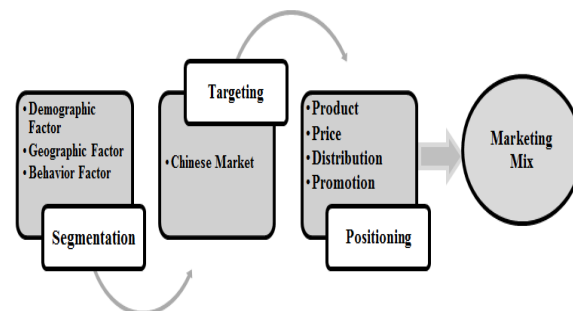 • Demographic
Factor
• Geographic Factor
• Behavior Factor
Segmentation
Targeting
• Chinese Market
• Product
• Price
• Distribution
• Promotion
Positioning
Marketing
Mix